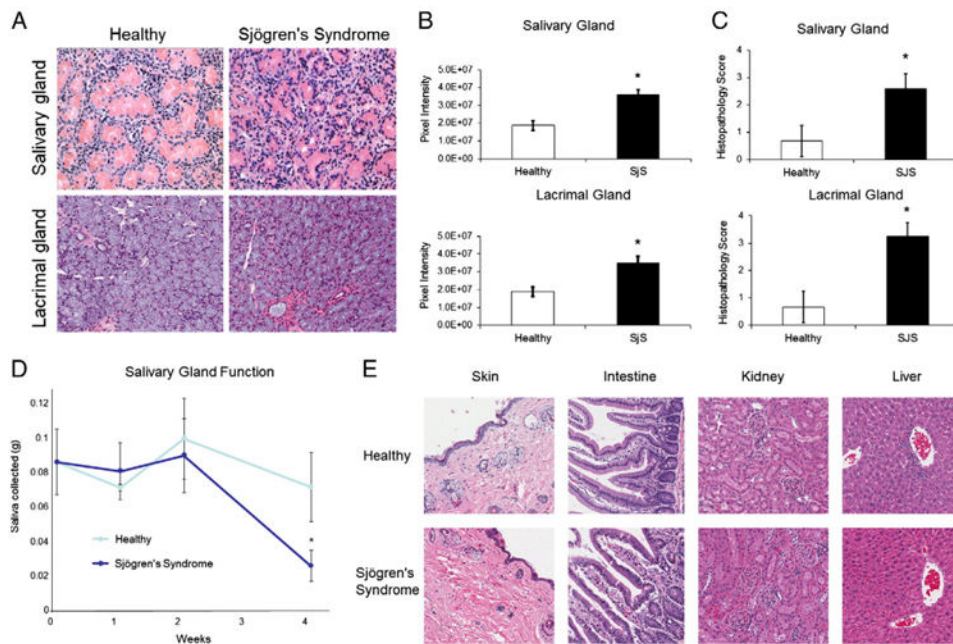 A
Healthy
Sjögren's Syndrome
Salivary gland
Lacrimal gland
B
Salivary Gland
Pixel Intensity
5.0E+07
4.0E+07
3.0E+07
2.0E+07
1.0E+07
0.0E+00
*
Healthy
SjS
Lacrimal Gland
Pixel Intensity
5.0E+07
4.0E+07
3.0E+07
2.0E+07
1.0E+07
0.0E+00
*
Healthy
SjS
C
Salivary Gland
Histopathology Score
4
3
2
1
0
*
Healthy
SJS
Lacrimal Gland
Histopathology Score
4
3
2
1
0
*
Healthy
SJS
D
Salivary Gland Function
Saliva collected (g)
0.12
0.1
0.08
0.06
0.04
0.02
0
Healthy
Sjögren's Syndrome
*
0
1
2
3
4
Weeks
E
Skin
Intestine
Kidney
Liver
Healthy
Sjögren's
Syndrome